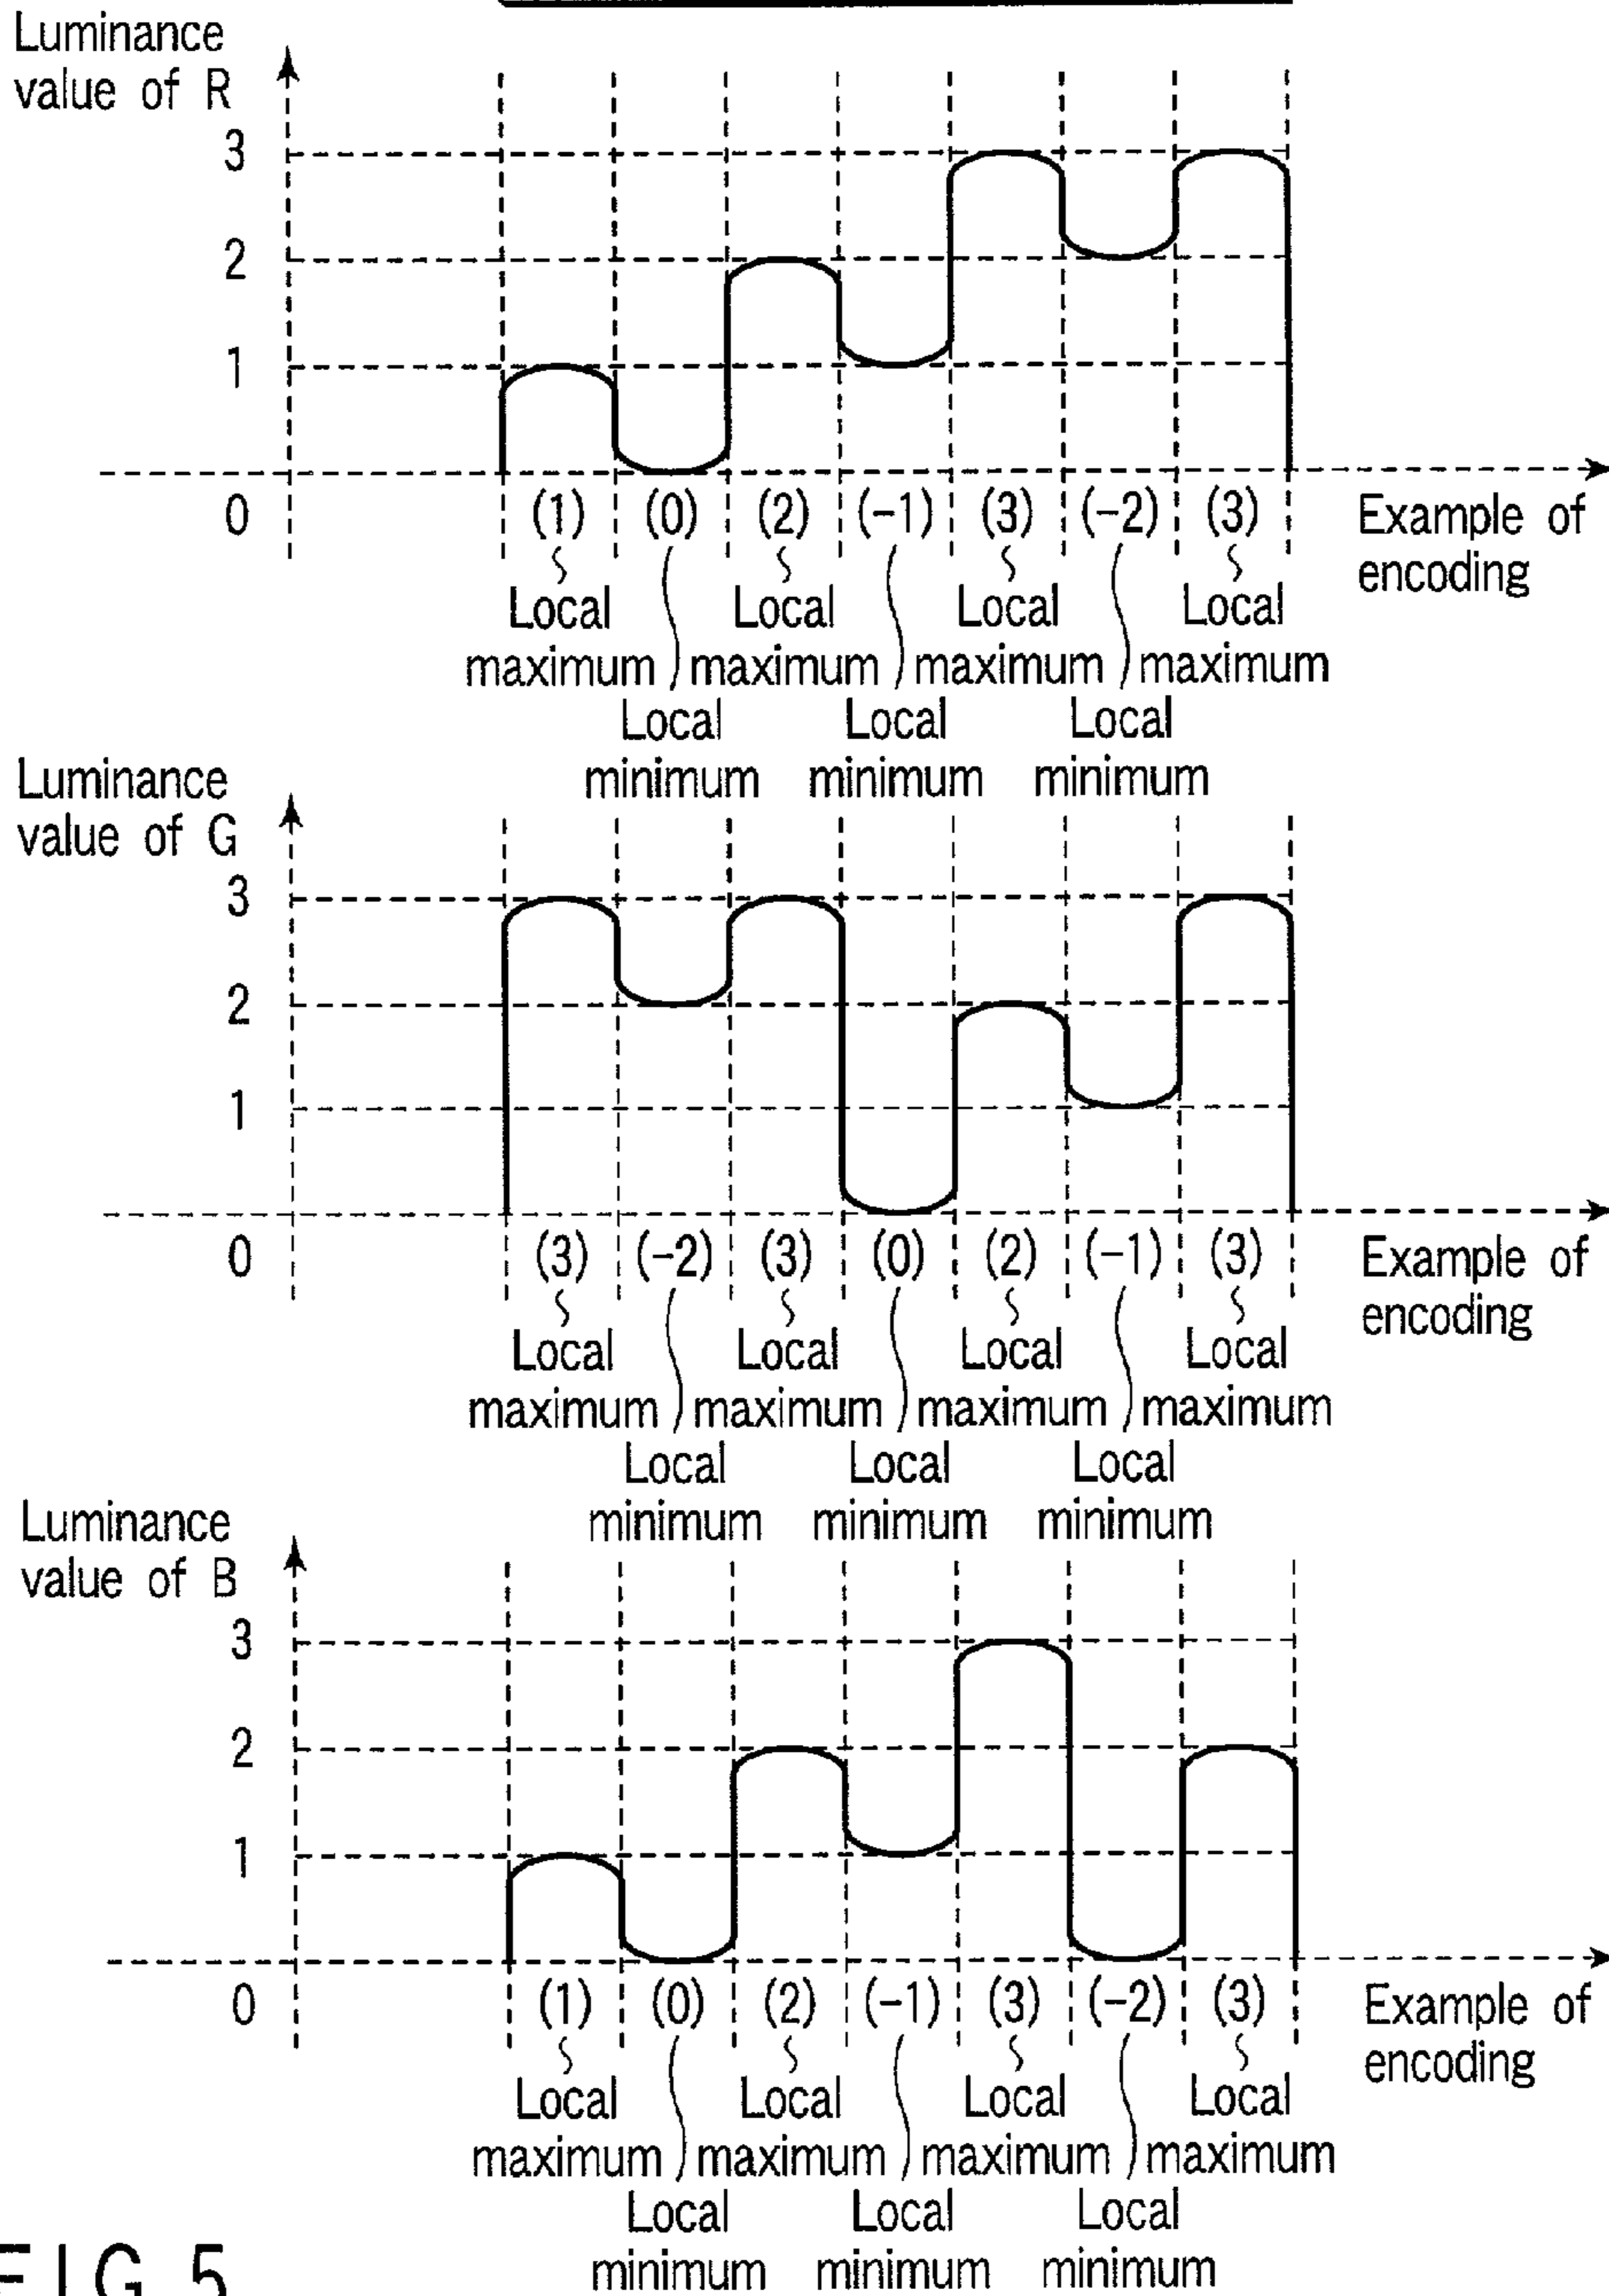 Luminance
value of R
3
2
1
0
(1) (0) (2) (-1) (3) (-2) (3)
Example of
encoding
Local Local Local Local
maximum maximum maximum maximum
Local Local Local
minimum minimum minimum
Luminance
value of G
3
2
1
0
(3) (-2) (3) (0) (2) (-1) (3)
Example of
encoding
Local Local Local Local
maximum maximum maximum maximum
Local Local Local
minimum minimum minimum
Luminance
value of B
3
2
1
0
(1) (0) (2) (-1) (3) (-2) (3)
Example of
encoding
Local Local Local Local
maximum maximum maximum maximum
Local Local Local
minimum minimum minimum
FIG. 5